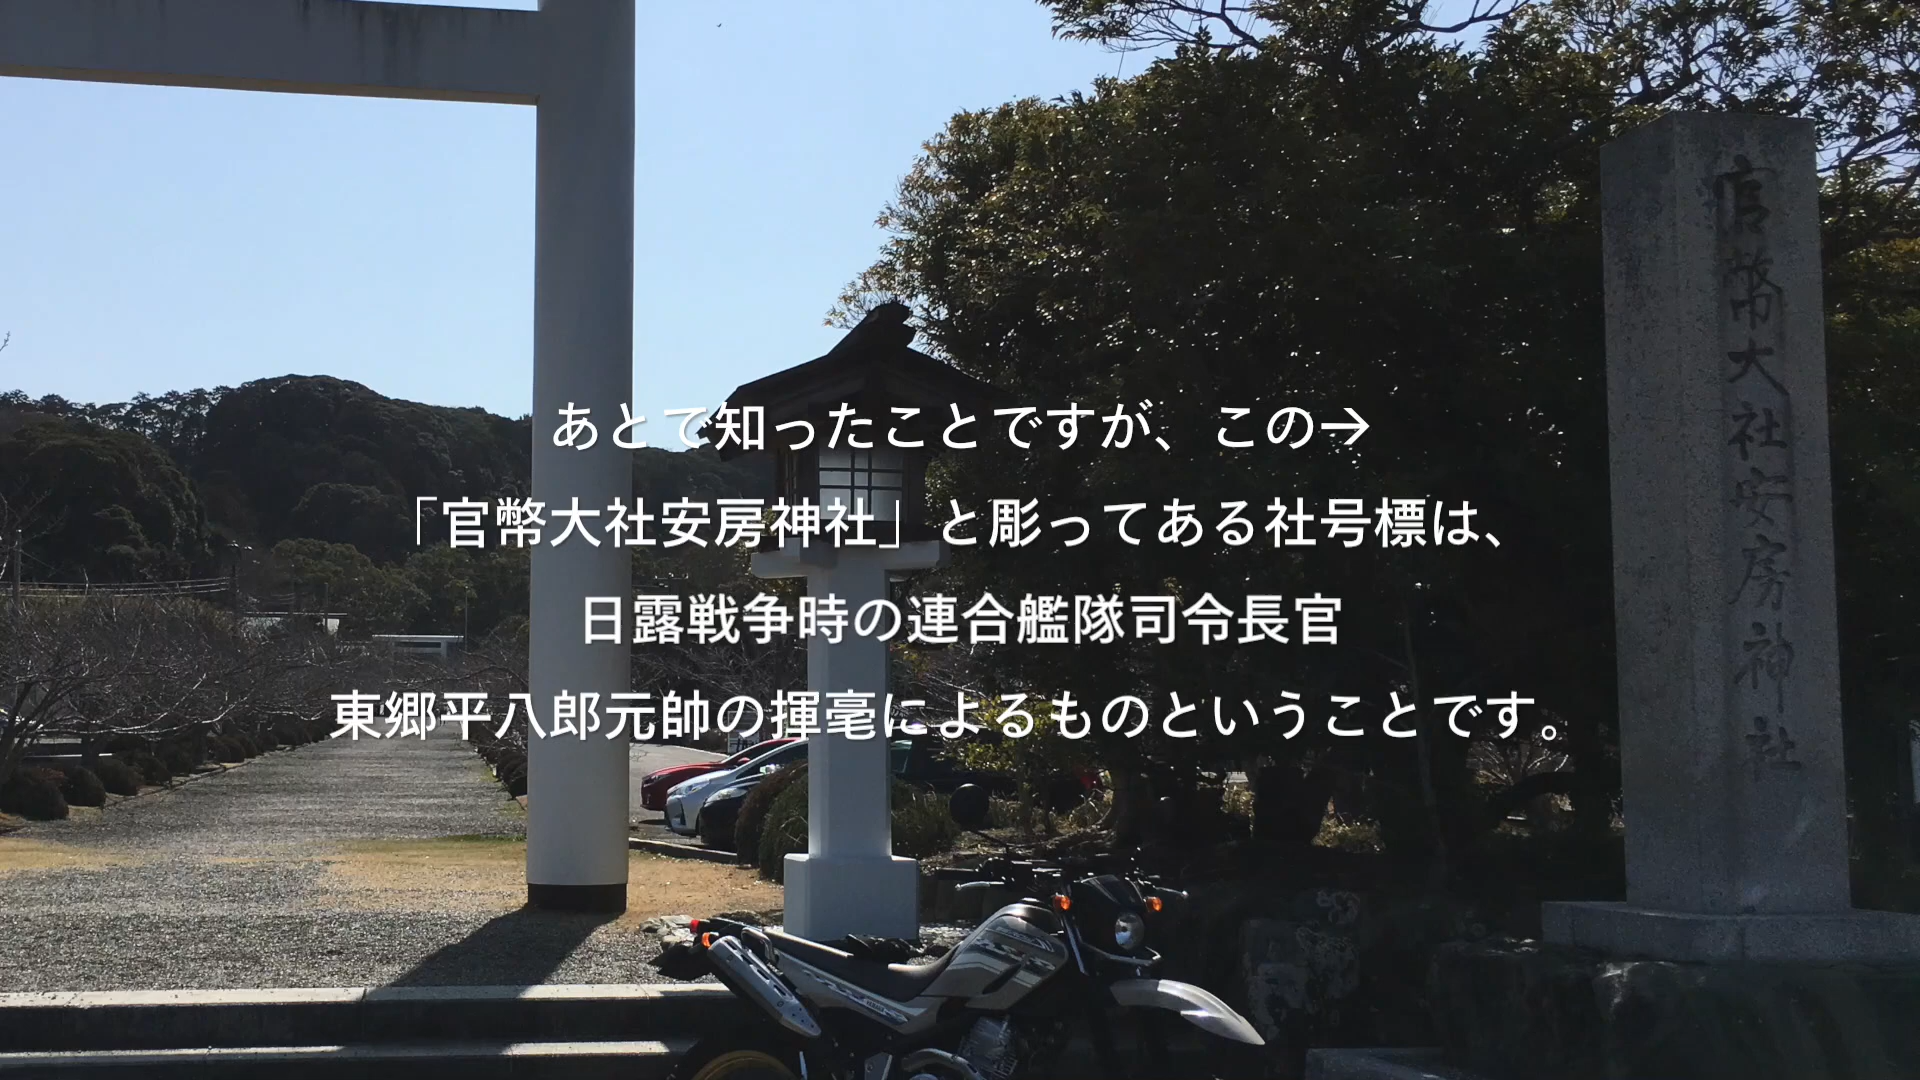 あとで知ったことですが、この→
「官幣大社安房神社」と彫ってある社号標は、
日露戦争時の連合艦隊司令長官
東郷平八郎元帥の揮毫によるものということです。
官幣大社安房神社